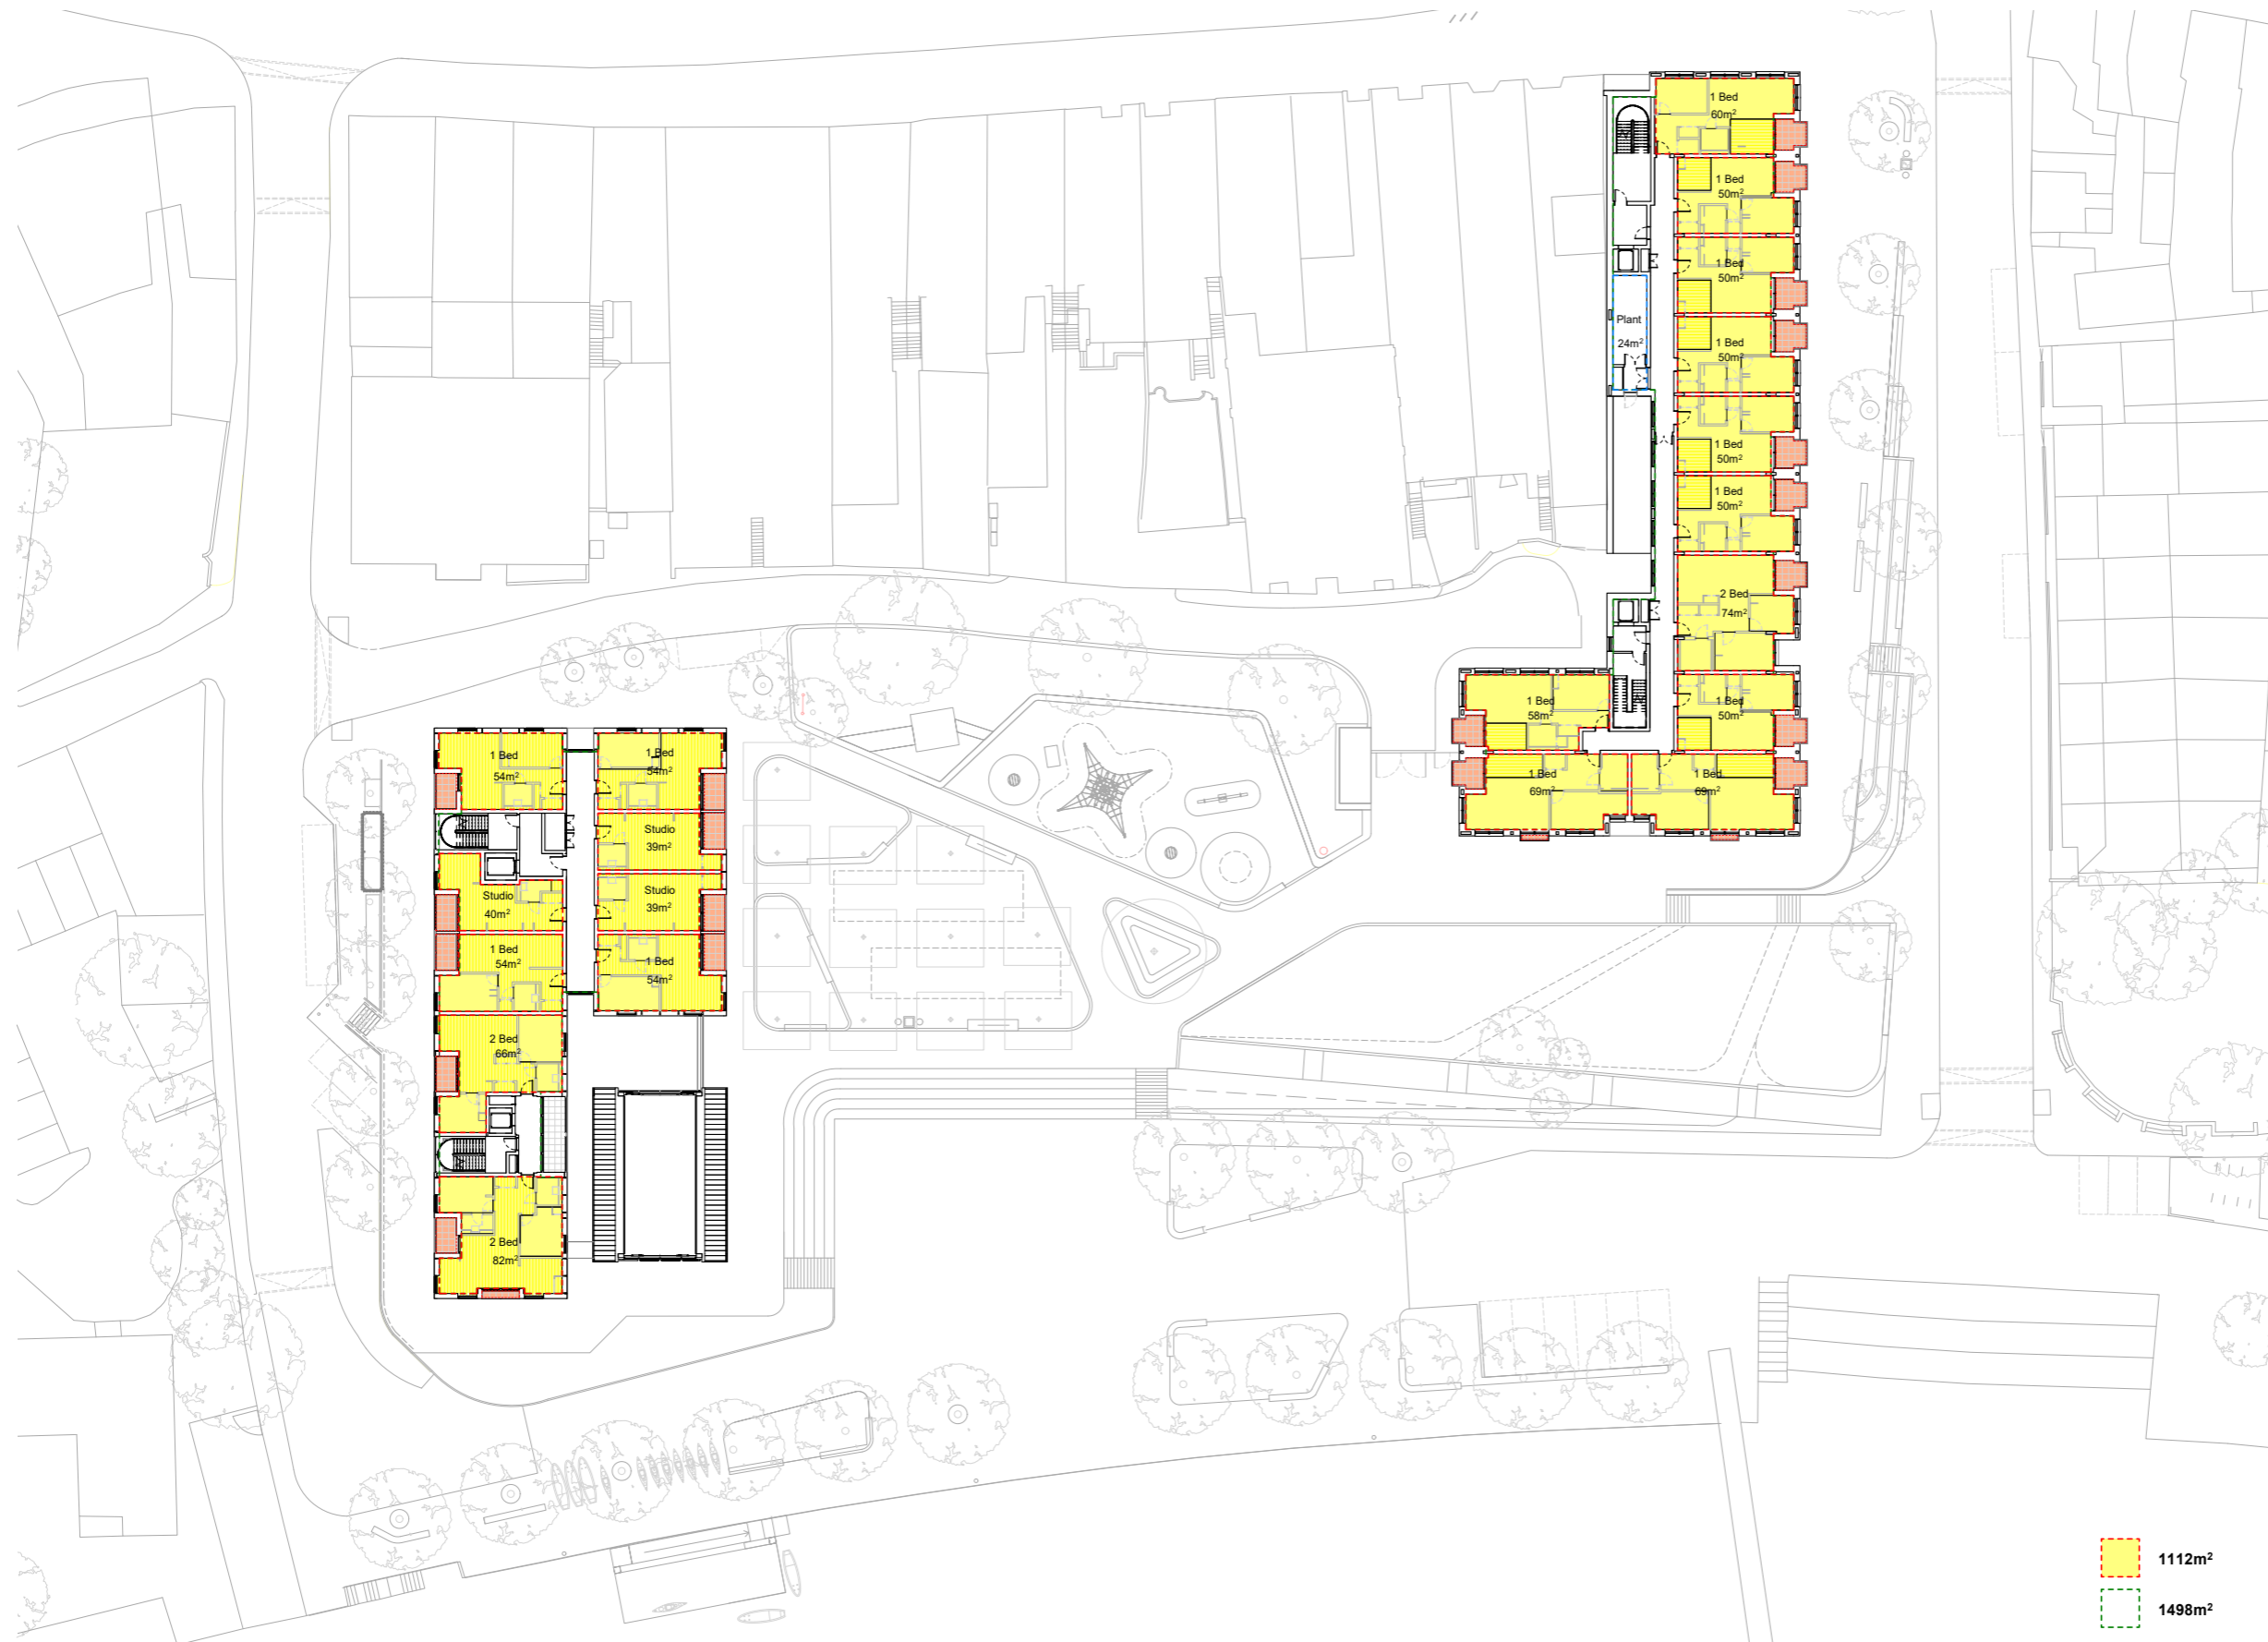 1 Bed
60m²
1 Bed
50m²
1 Bed
50m²
Plant
24m²
1 Bed
50m²
1 Bed
50m²
1 Bed
50m²
2 Bed
74m²
1 Bed
58m²
1 Bed
50m²
1 Bed
69m²
1 Bed
69m²
1 Bed
54m²
1 Bed
54m²
Studio
39m²
Studio
40m²
Studio
39m²
1 Bed
54m²
1 Bed
54m²
2 Bed
66m²
2 Bed
82m²
1112m²
1498m²